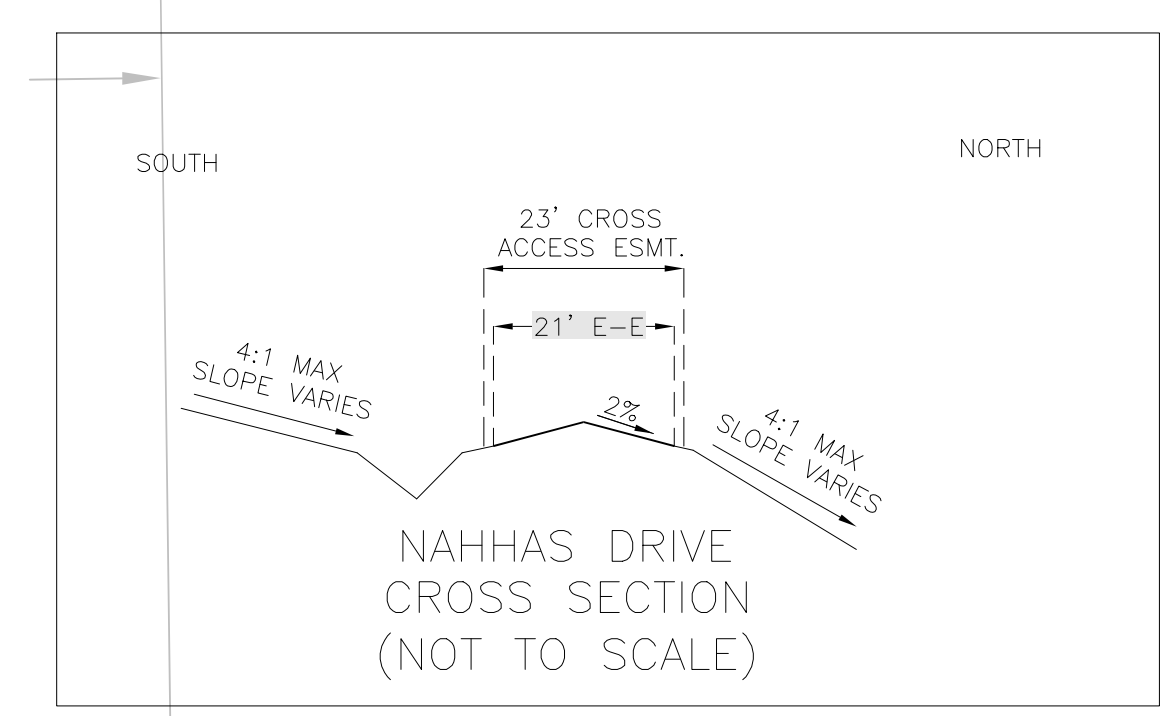 SOUTH
NORTH
23' CROSS
ACCESS ESMT.
21' E-E
4:1 MAX
SLOPE VARIES
2%
4:1 MAX
SLOPE VARIES
NAHHAS DRIVE
CROSS SECTION
(NOT TO SCALE)